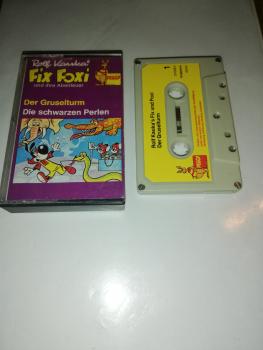 Rolf Kauka:
FIX FOXI
und ihre Abenteuer
Der Gruselturm
Die schwarzen Perlen
1
Rolf Kauka's Fix und Foxi
Der Gruselturm